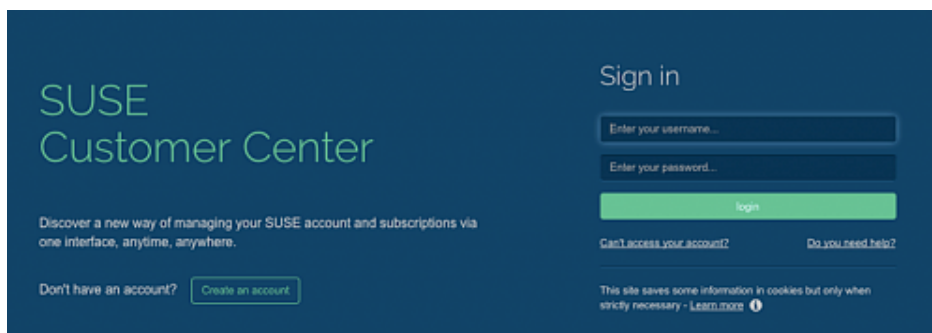 SUSE
Customer Center
Discover a new way of managing your SUSE account and subscriptions via
one interface, anytime, anywhere.
Don't have an account?
Create an account
Sign in
Enter your username...
Enter your password...
login
Can't access your account?
Do you need help?
This site saves some information in cookies but only when
strictly necessary - Learn more